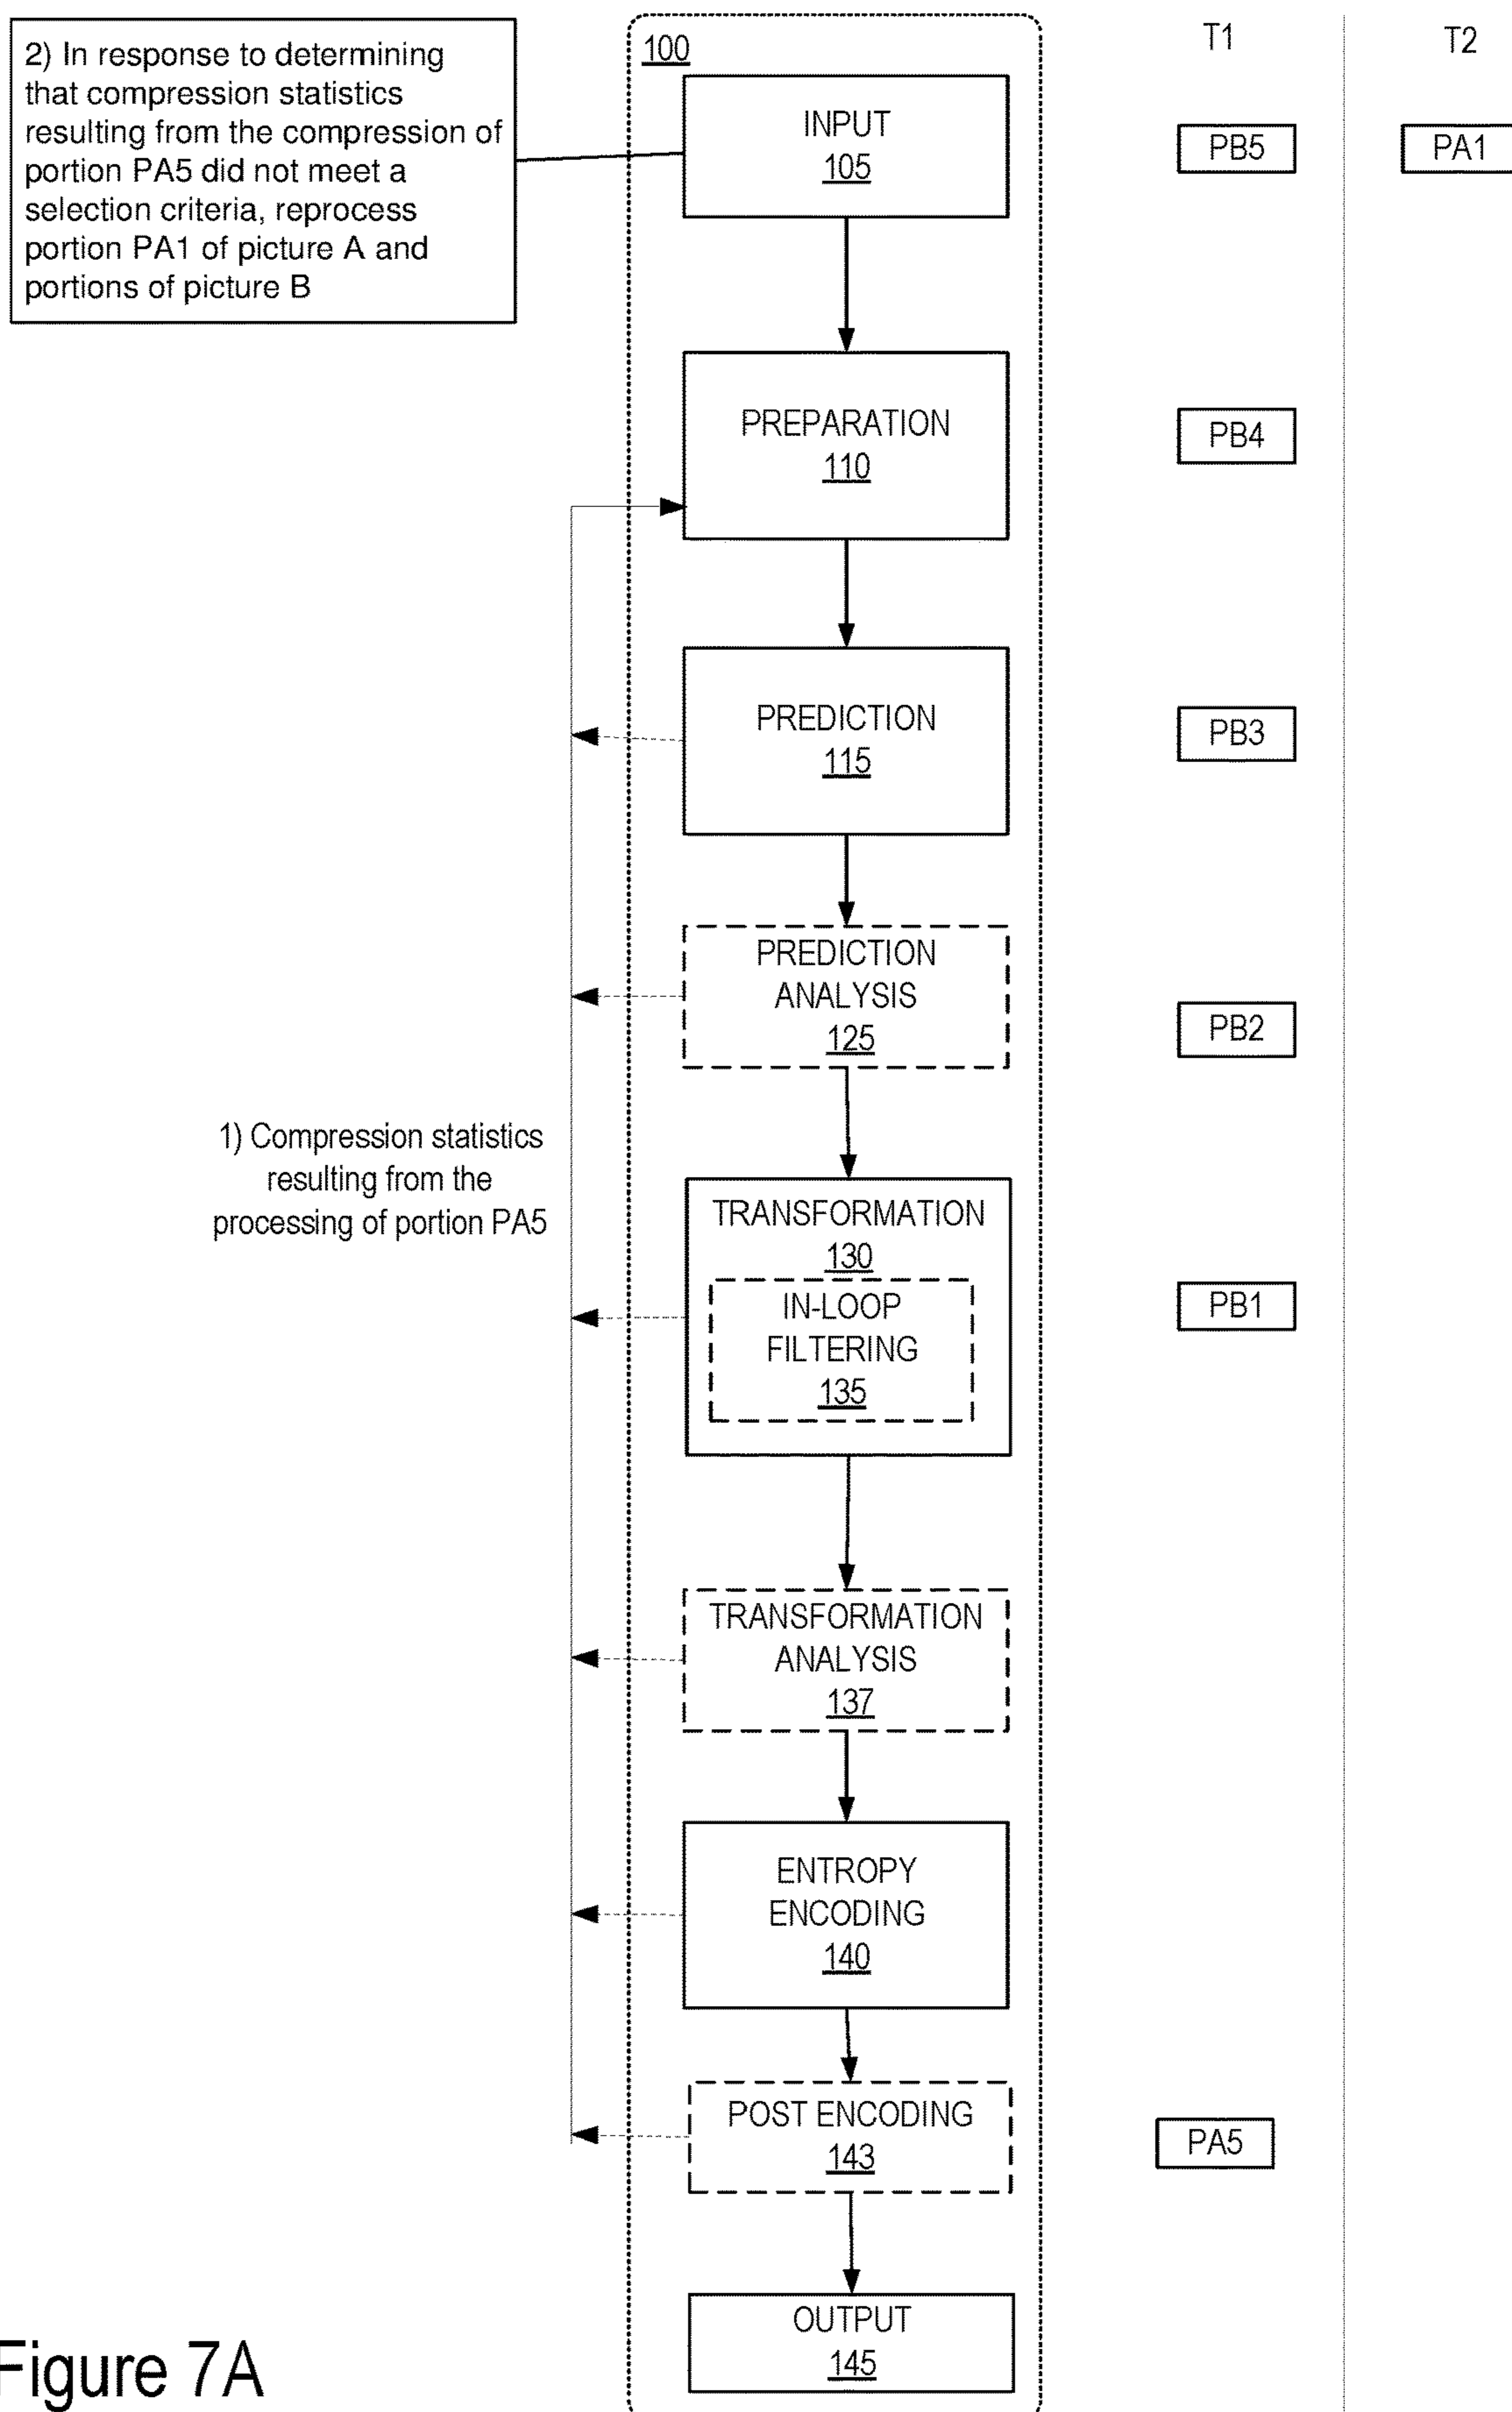 2) In response to determining
that compression statistics
resulting from the compression of
portion PA5 did not meet a
selection criteria, reprocess
portion PA1 of picture A and
portions of picture B
100
INPUT
105
T1
T2
PB5
PA1
PREPARATION
110
PB4
PREDICTION
115
PB3
PREDICTION
ANALYSIS
125
PB2
1) Compression statistics
resulting from the
processing of portion PA5
TRANSFORMATION
130
IN-LOOP
FILTERING
135
PB1
TRANSFORMATION
ANALYSIS
137
ENTROPY
ENCODING
140
POST ENCODING
143
PA5
OUTPUT
145
Figure 7A